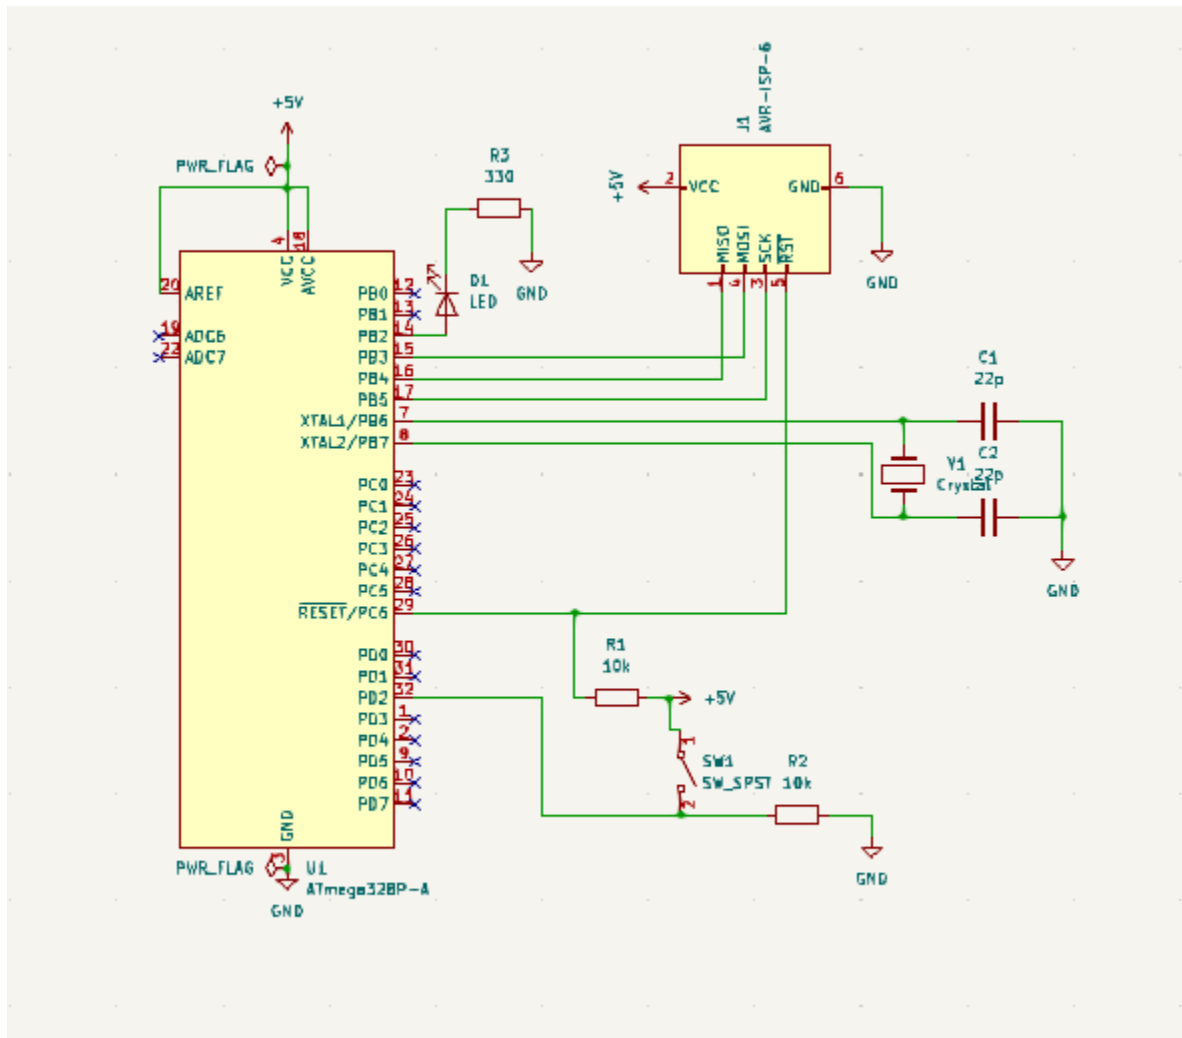 +5V
PWR_FLAG
4
18
VCC
AVCC
20
AREF
19
ADC6
22
ADC7
PB0
12
PB1
13
PB2
14
PB3
15
PB4
16
PB5
17
XTAL1/PB6
7
XTAL2/PB7
8
PC0
23
PC1
24
PC2
25
PC3
26
PC4
27
PC5
28
RESET/PC6
29
PD0
30
PD1
31
PD2
32
PD3
1
PD4
2
PD5
9
PD6
10
PD7
11
GND
3
PWR_FLAG
U1
ATmega328P-A
GND
R3
330
D1
LED
GND
J1
AVR-ISP-6
+5V
2
VCC
GND
6
MISO
MOSI
SCK
RST
1
4
3
5
GND
C1
22p
C2
22p
Y1
Crystal
GND
R1
10k
+5V
1
SW1
SW_SPST
2
R2
10k
GND